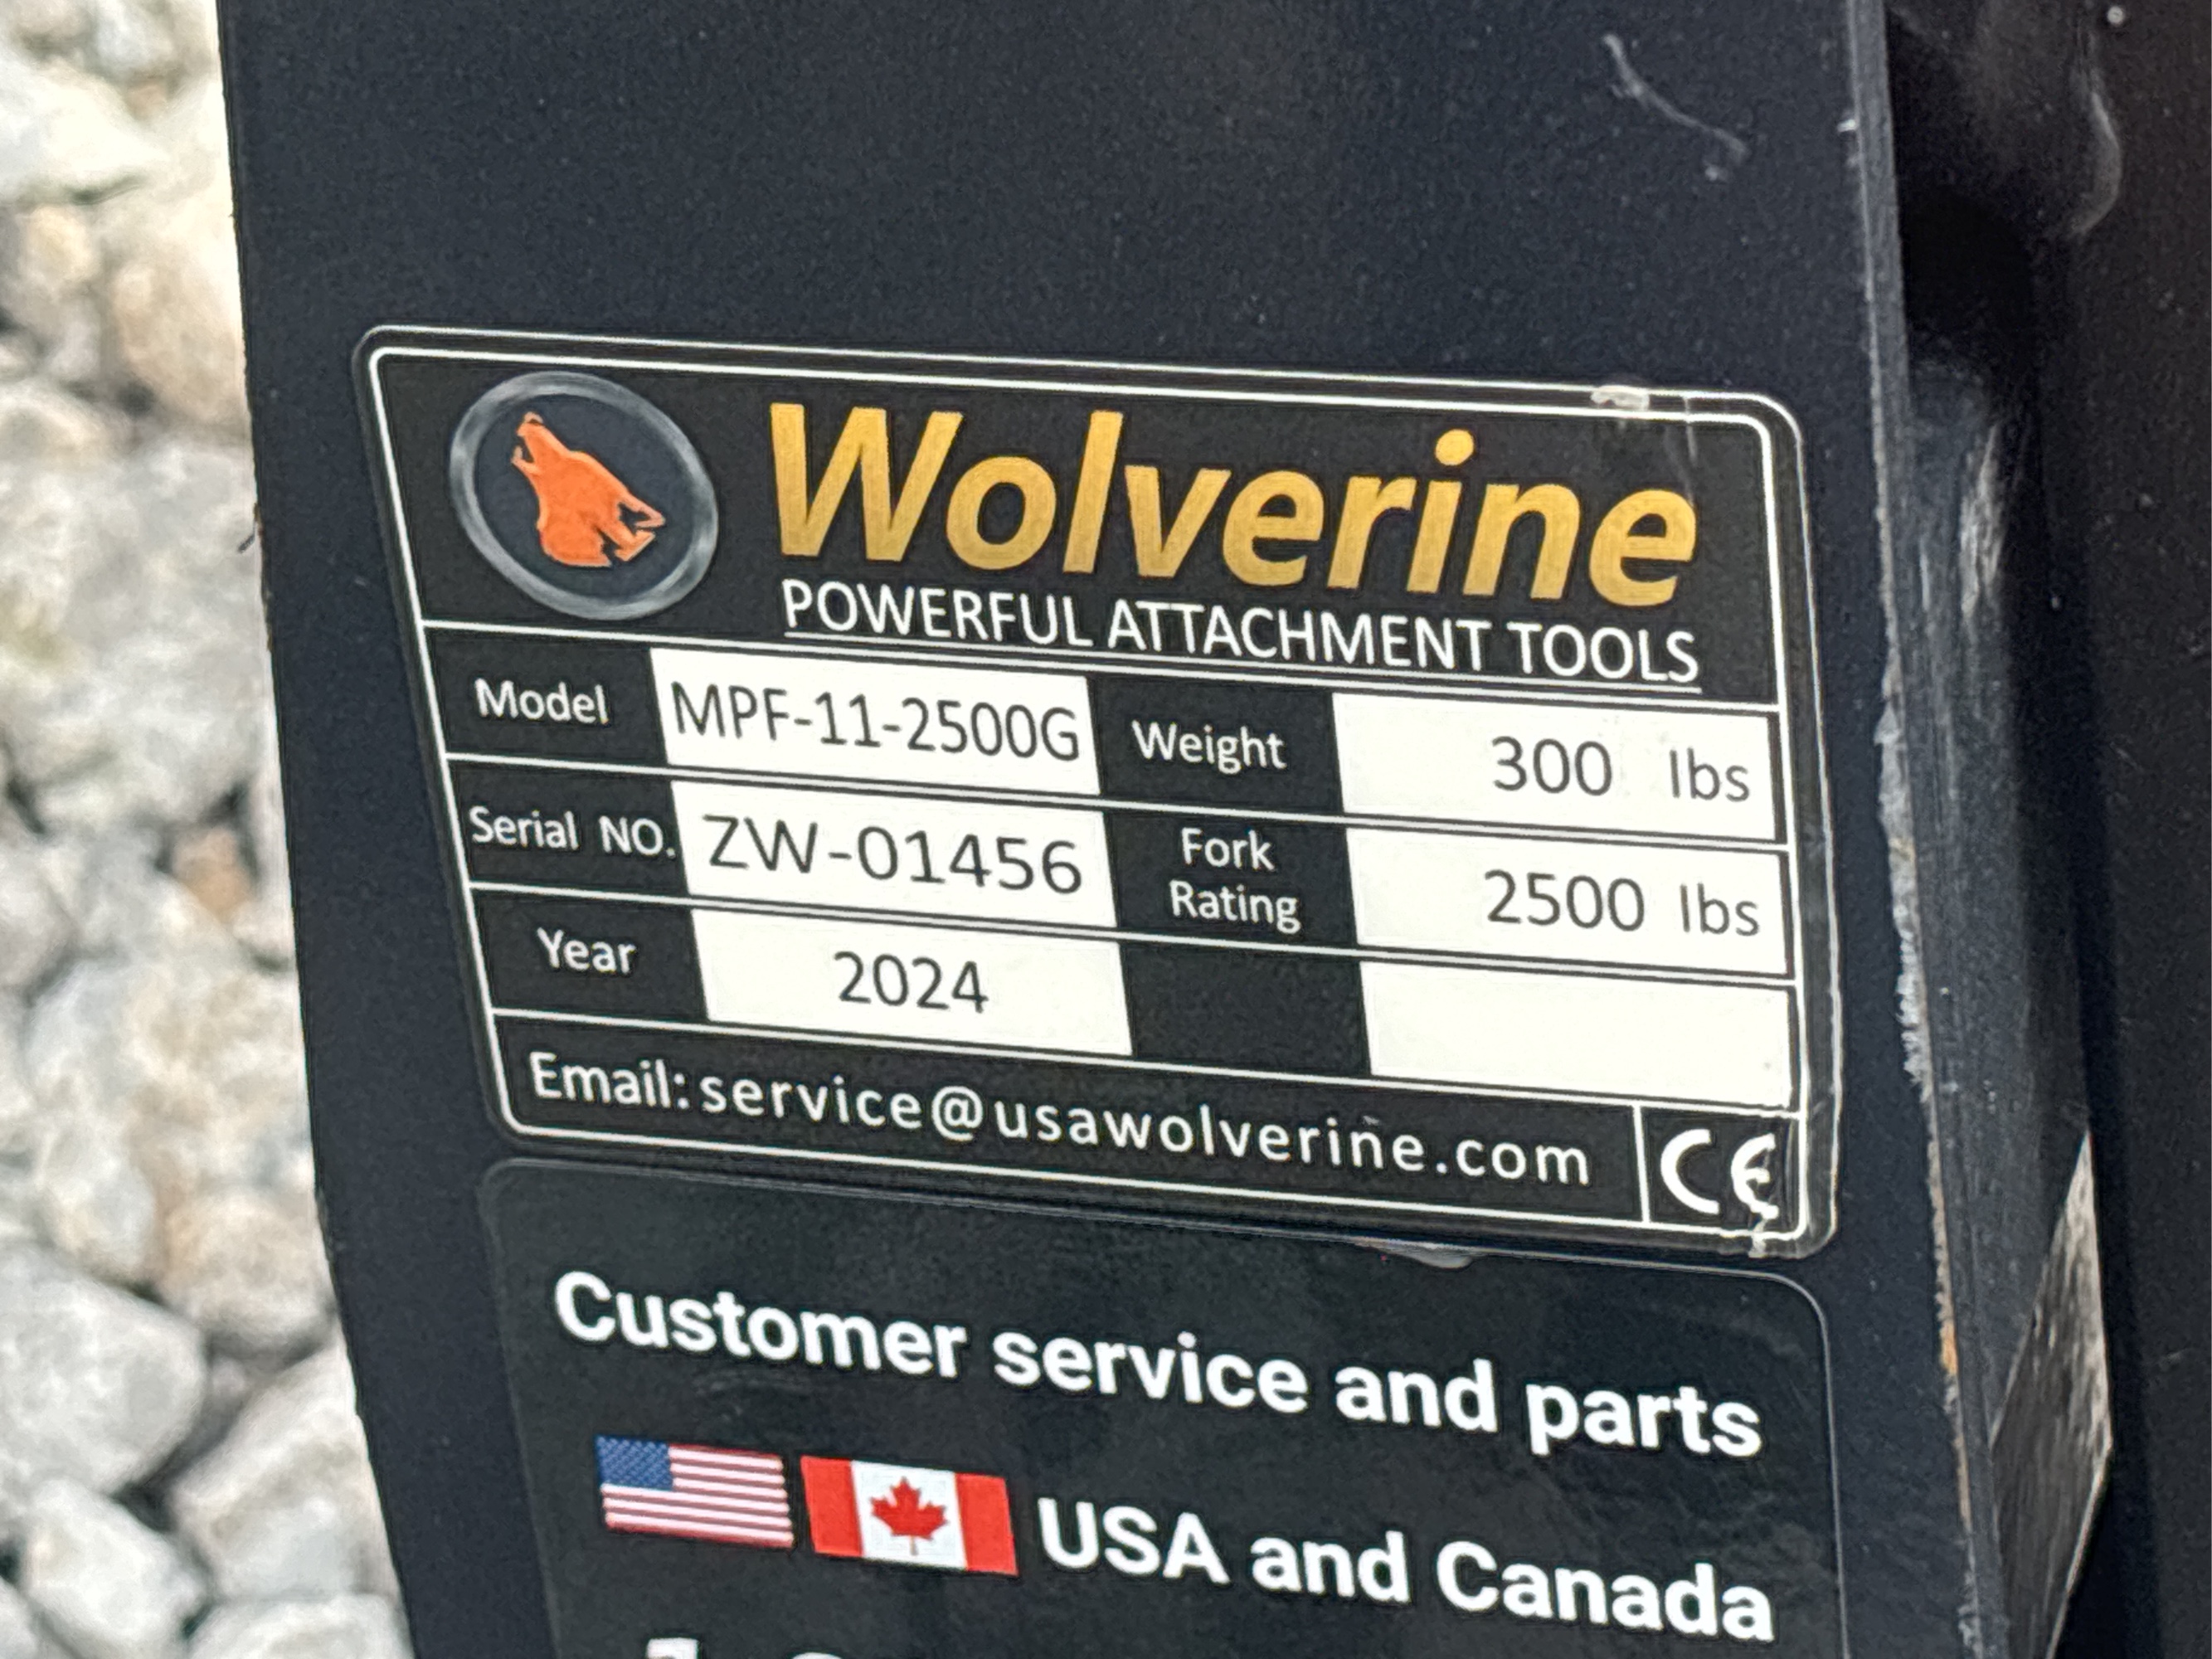 Wolverine
POWERFUL ATTACHMENT TOOLS
Model MPF-11-2500G Weight 300 lbs
Serial NO. ZW-01456 Fork Rating 2500 lbs
Year 2024
Email: service@usawolverine.com CE
Customer service and parts
USA and Canada